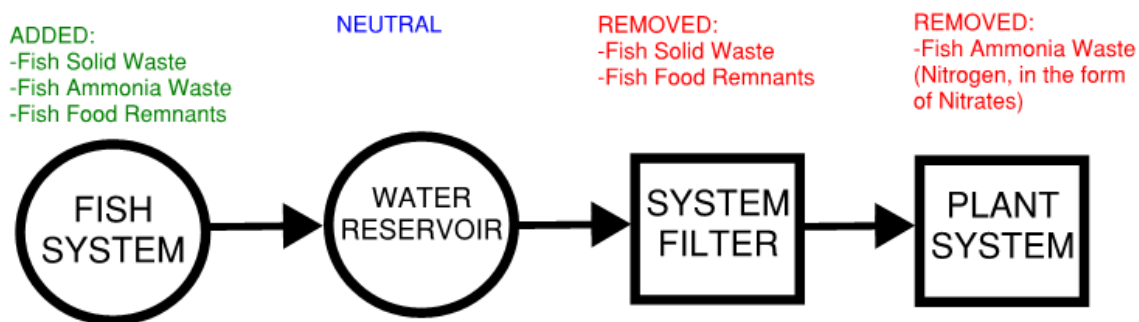 ADDED:
-Fish Solid Waste
-Fish Ammonia Waste
-Fish Food Remnants
NEUTRAL
REMOVED:
-Fish Solid Waste
-Fish Food Remnants
REMOVED:
-Fish Ammonia Waste
(Nitrogen, in the form
of Nitrates)
FISH
SYSTEM
WATER
RESERVOIR
SYSTEM
FILTER
PLANT
SYSTEM